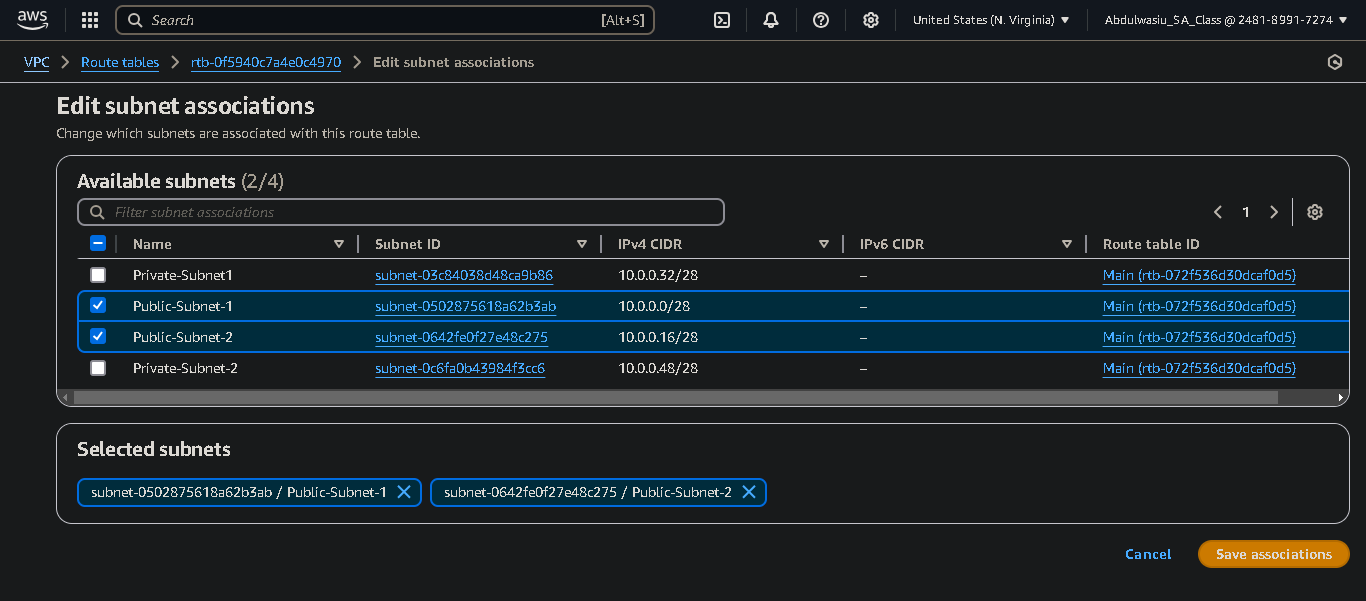 aws Search [Alt+S] United States (N. Virginia) Abdulwasiu_SA_Class @ 2481-8991-7274
VPC Route tables rtb-0f5940c7a4e0c4970 Edit subnet associations
Edit subnet associations
Change which subnets are associated with this route table.
Available subnets (2/4)
Filter subnet associations 1
Name Subnet ID IPv4 CIDR IPv6 CIDR Route table ID
Private-Subnet1 subnet-03c84038d48ca9b86 10.0.0.32/28 – Main (rtb-072f536d30dcaf0d5)
Public-Subnet-1 subnet-0502875618a62b3ab 10.0.0.0/28 – Main (rtb-072f536d30dcaf0d5)
Public-Subnet-2 subnet-0642fe0f27e48c275 10.0.0.16/28 – Main (rtb-072f536d30dcaf0d5)
Private-Subnet-2 subnet-0c6fa0b43984f3cc6 10.0.0.48/28 – Main (rtb-072f536d30dcaf0d5)
Selected subnets
subnet-0502875618a62b3ab / Public-Subnet-1 subnet-0642fe0f27e48c275 / Public-Subnet-2
Cancel Save associations